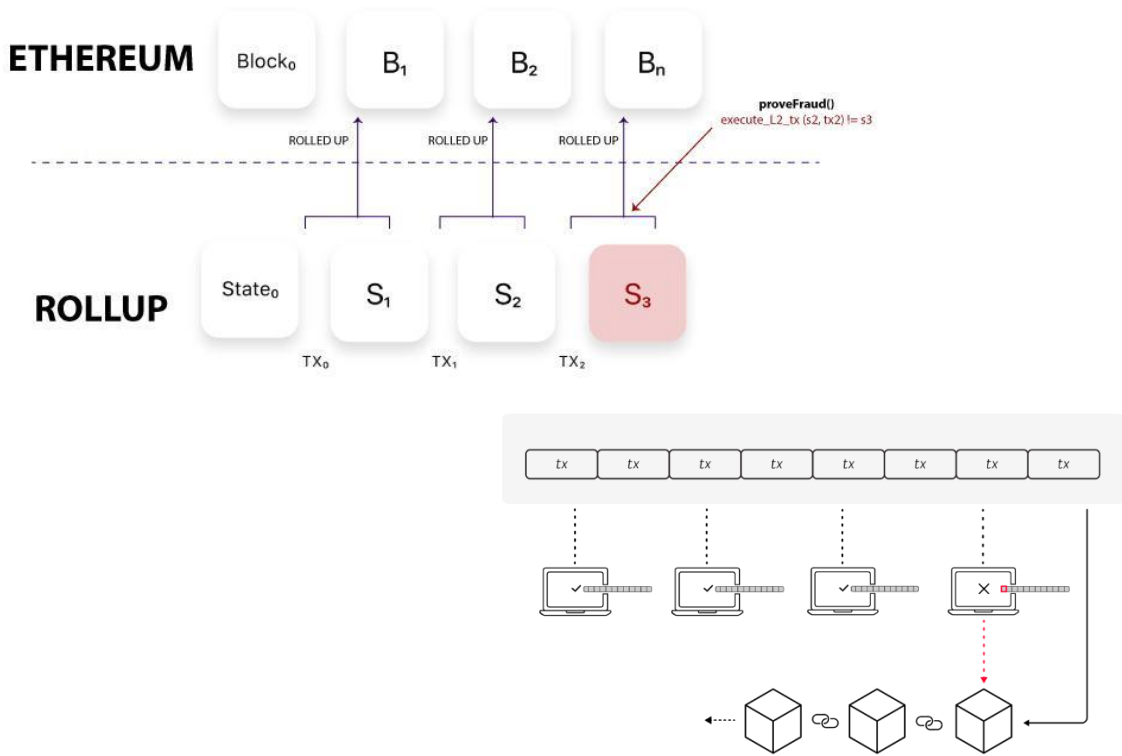 ETHEREUM
Block₀
B₁
B₂
Bₙ
proveFraud()
execute_L2_tx (s2, tx2) != s3
ROLLED UP
ROLLED UP
ROLLED UP
ROLLUP
State₀
S₁
S₂
S₃
TX₀
TX₁
TX₂
tx tx tx tx tx tx tx tx